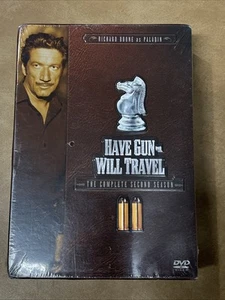 RICHARD BOONE AS PALADIN
HAVE GUN
WILL TRAVEL
THE COMPLETE SECOND SEASON
DVD